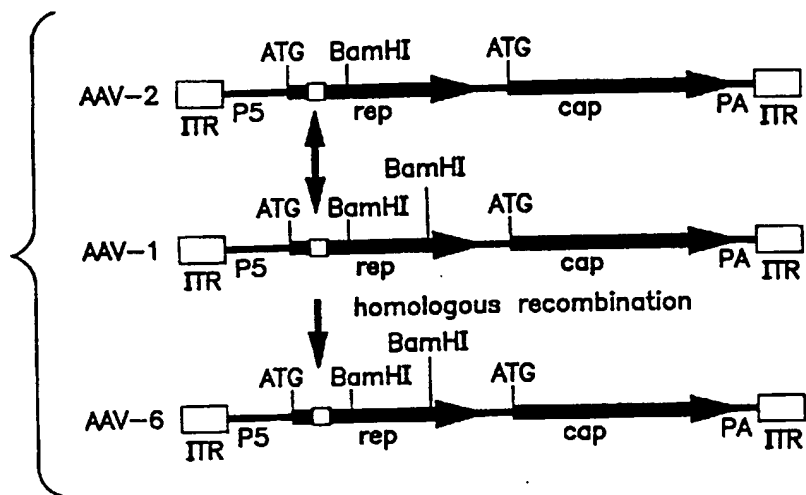 ATG BamHI ATG
AAV-2 ITR P5 rep cap PA ITR
BamHI
ATG BamHI ATG
AAV-1 ITR P5 rep cap PA ITR
homologous recombination
BamHI
ATG BamHI ATG
AAV-6 ITR P5 rep cap PA ITR